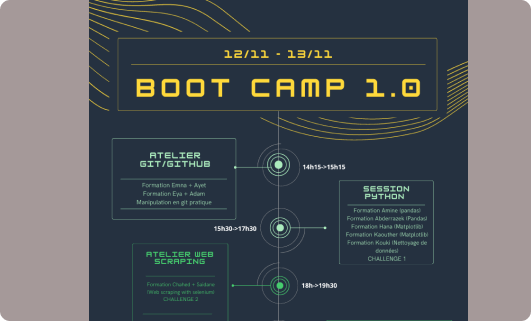 12/11 - 13/11
BOOT CAMP 1.0
ATELIER
GIT/GITHUB
Formation Emna + Ayet
Formation Eya + Adam
Manipulation en git pratique
14h15->15h15
SESSION
PYTHON
Formation Amine (pandas)
Formation Abderrazek (Pandas)
Formation Hana (Matplotlib)
Formation Kaouther (Matplotlib)
Formation Kouki (Nettoyage de
données)
CHALLENGE 1
15h30->17h30
ATELIER WEB
SCRAPING
Formation Chahed + Saidane
(Web scraping with selenium)
CHALLENGE 2
18h->19h30